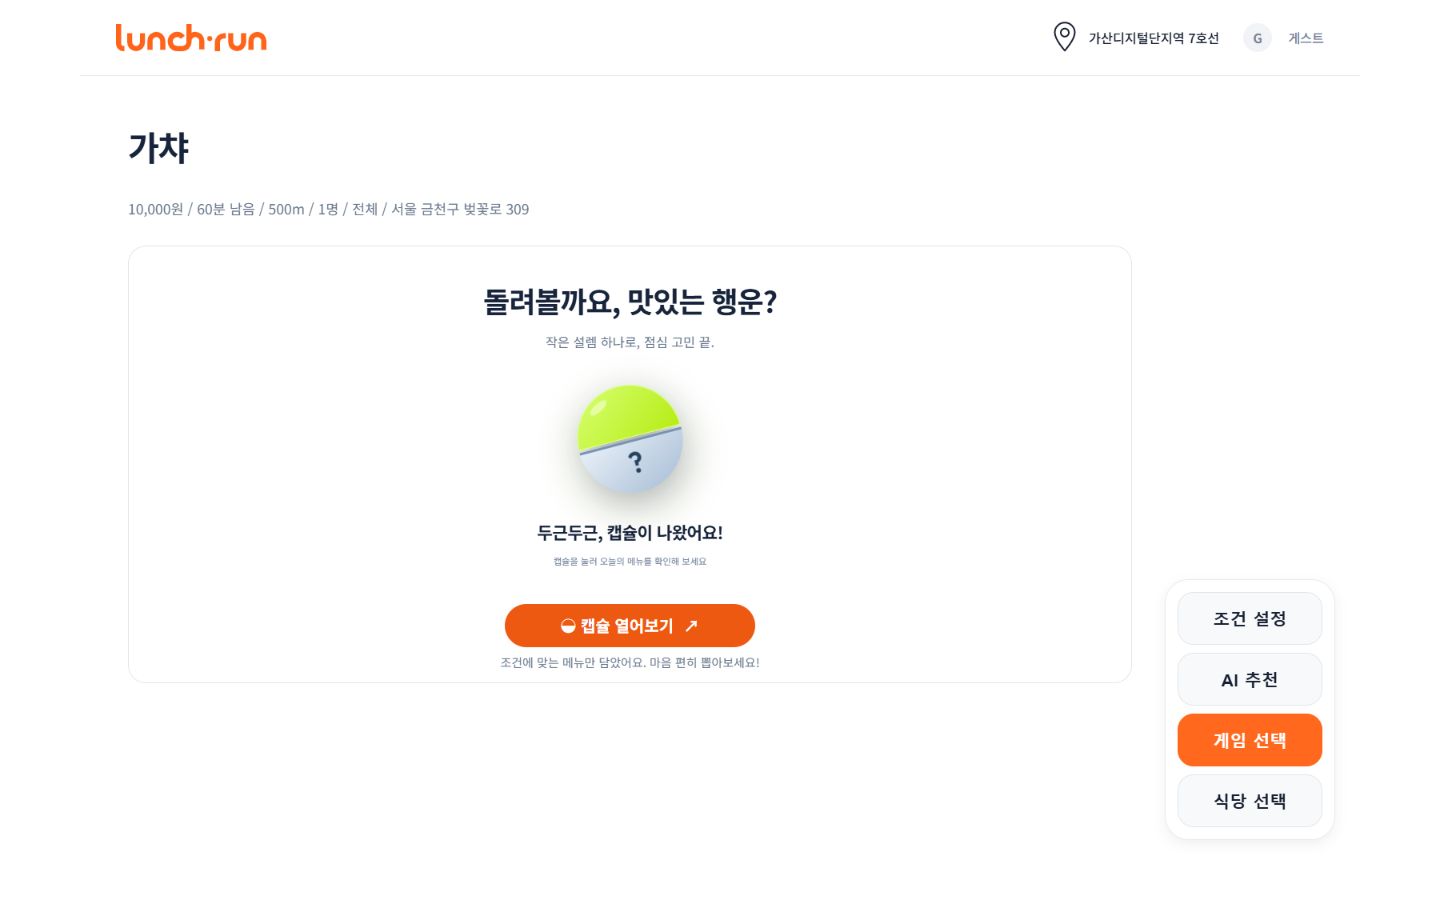 lunch·run
가산디지털단지역 7호선
G
게스트
가챠
10,000원 / 60분 남음 / 500m / 1명 / 전체 / 서울 금천구 벚꽃로 309
돌려볼까요, 맛있는 행운?
작은 설렘 하나로, 점심 고민 끝.
?
두근두근, 캡슐이 나왔어요!
캡슐을 눌러 오늘의 메뉴를 확인해 보세요
캡슐 열어보기 ↗
조건에 맞는 메뉴만 담았어요. 마음 편히 뽑아보세요!
조건 설정
AI 추천
게임 선택
식당 선택